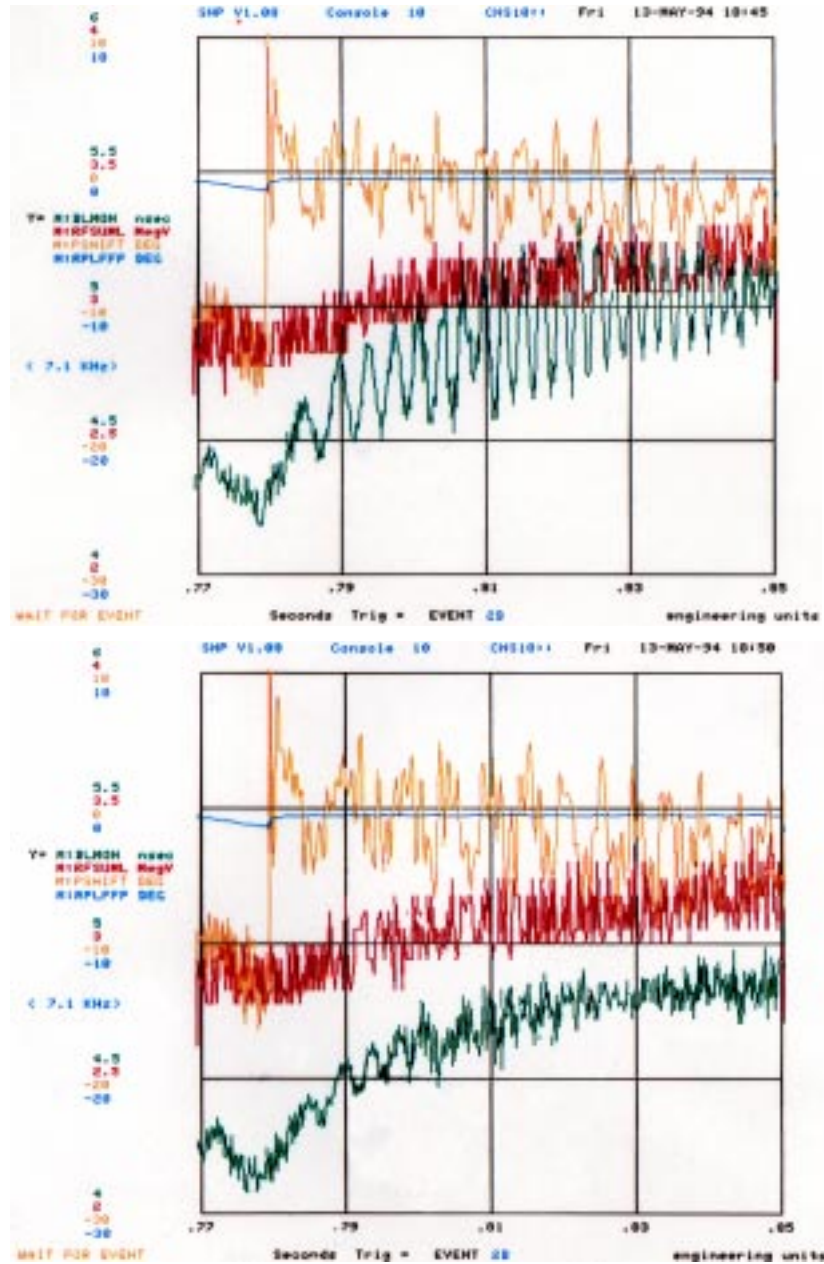 SNP V1.00 Console 10 CNS10:: Fri 13-MAY-94 10:45
6
4
10
10
5.5
3.5
0
0
Y= M:BLMON nsec
M:RFSUML MegV
M:PSHIFT DEG
M:RPLFFP DEG
5
3
-10
-10
( 7.1 KHz)
4.5
2.5
-20
-20
4
2
-30
-30
.77 .79 .81 .83 .85
WAIT FOR EVENT Seconds Trig = EVENT engineering units
SNP V1.00 Console 10 CNS10:: Fri 13-MAY-94 10:50
6
4
10
10
5.5
3.5
0
0
Y= M:BLMON nsec
M:RFSUML MegV
M:PSHIFT DEG
M:RPLFFP DEG
5
3
-10
-10
( 7.1 KHz)
4.5
2.5
-20
-20
4
2
-30
-30
.77 .79 .81 .83 .85
WAIT FOR EVENT Seconds Trig = EVENT engineering units